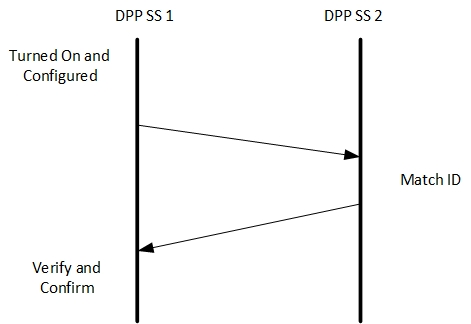 DPP SS 1
DPP SS 2
Turned On and
Configured
Match ID
Verify and
Confirm